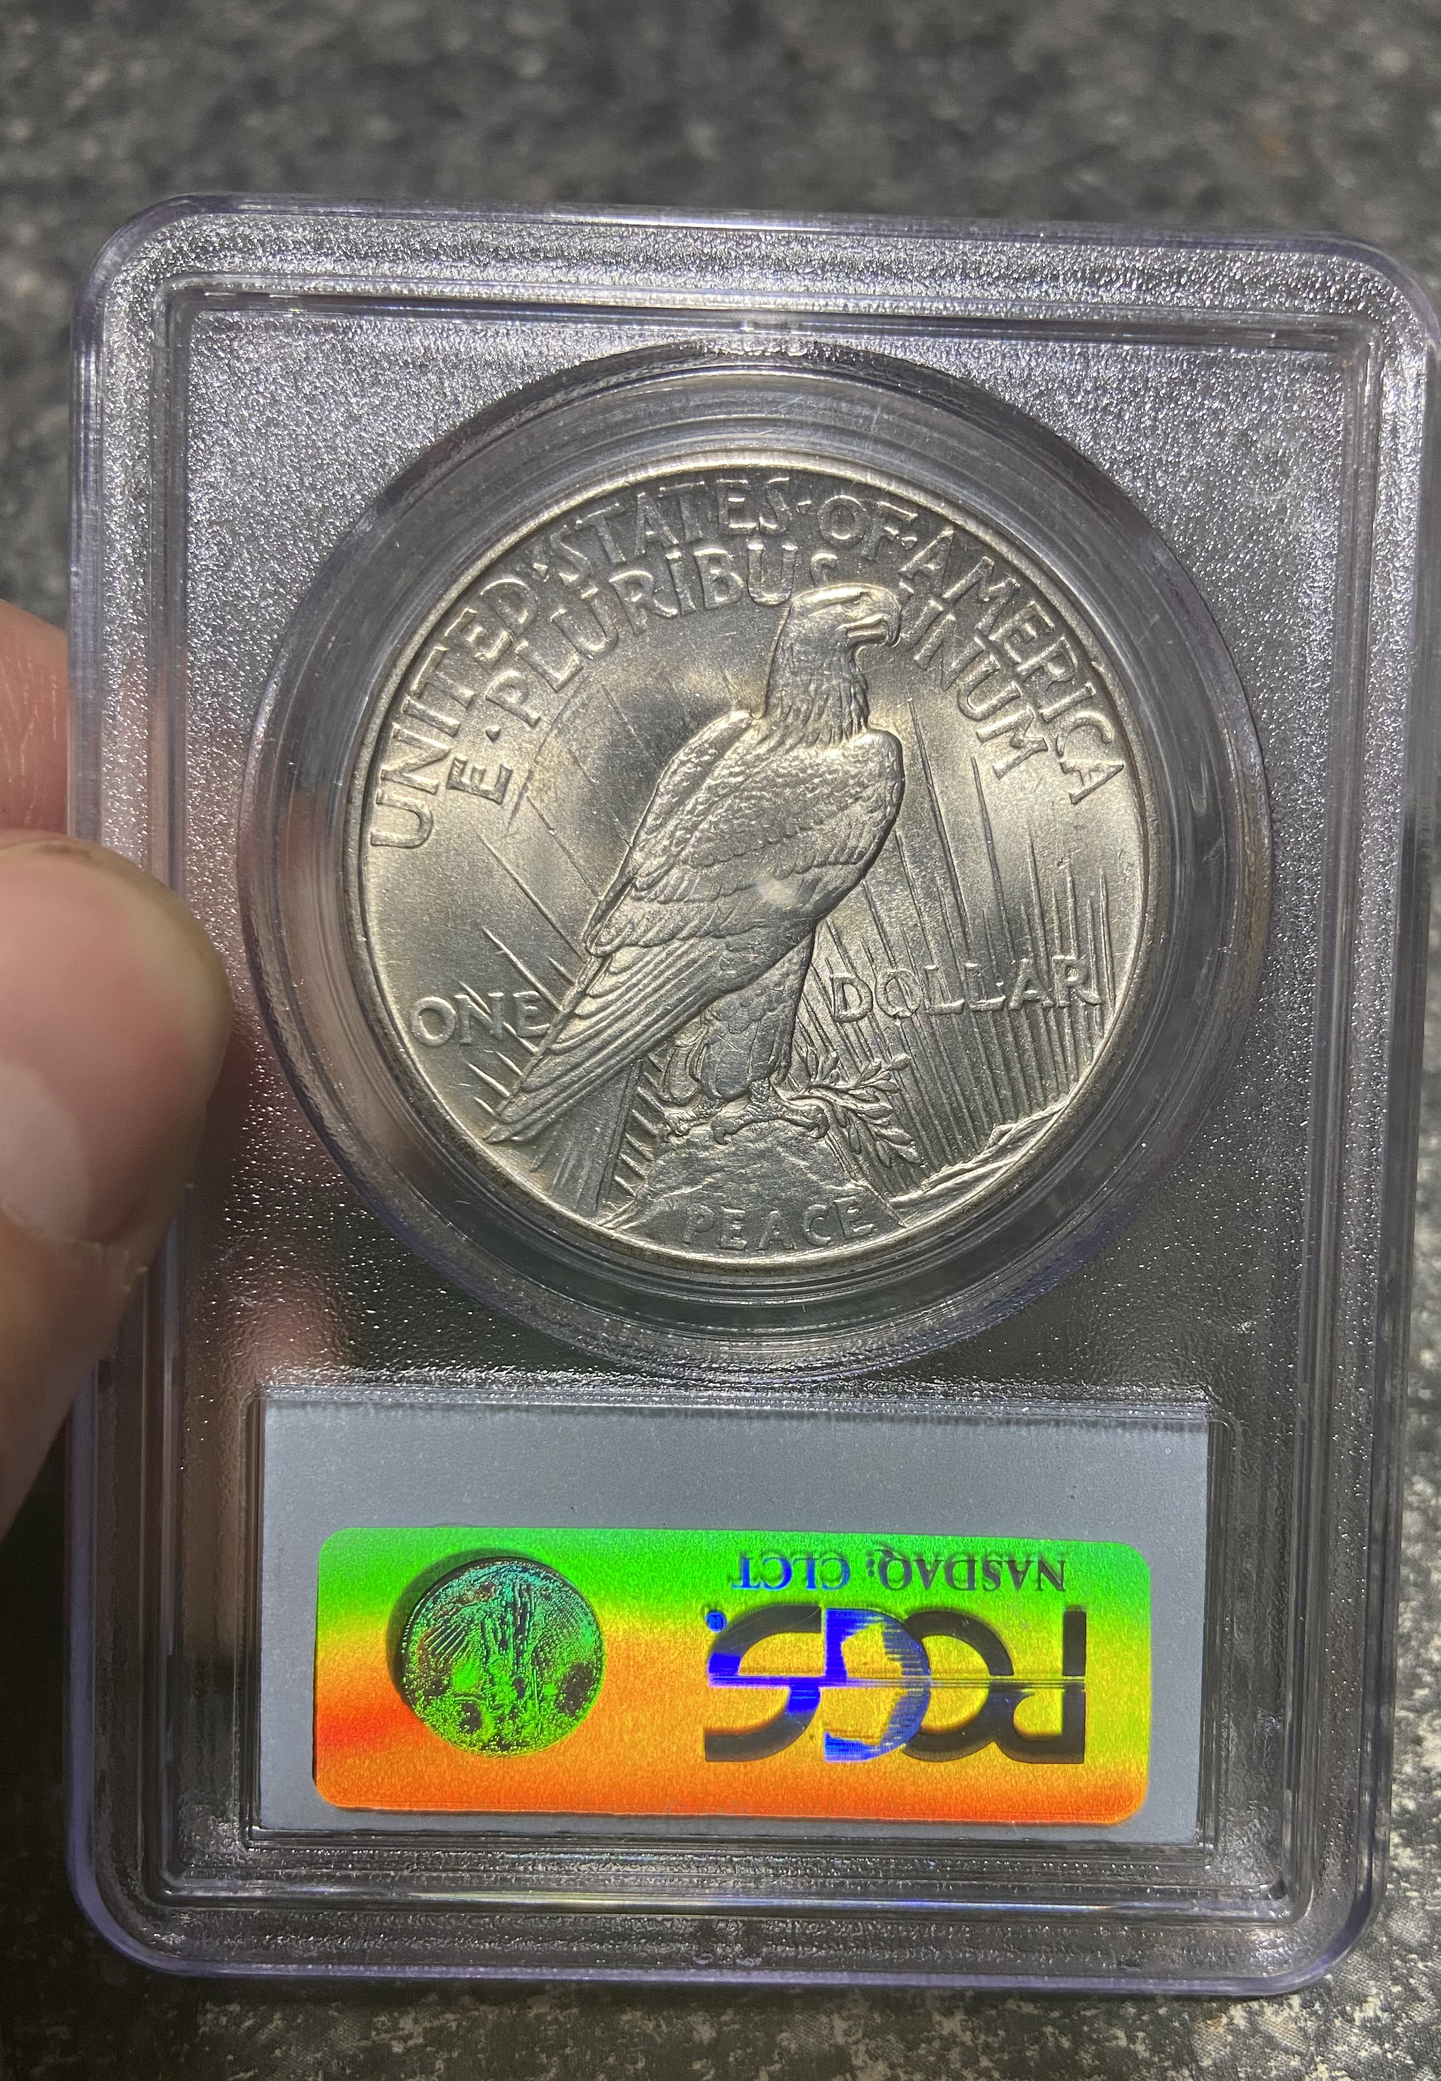 UNITED·STATES·OF·AMERICA
E·PLURIBUS UNUM
ONE DOLLAR
PEACE
NASDAQ: CLCT
PCGS